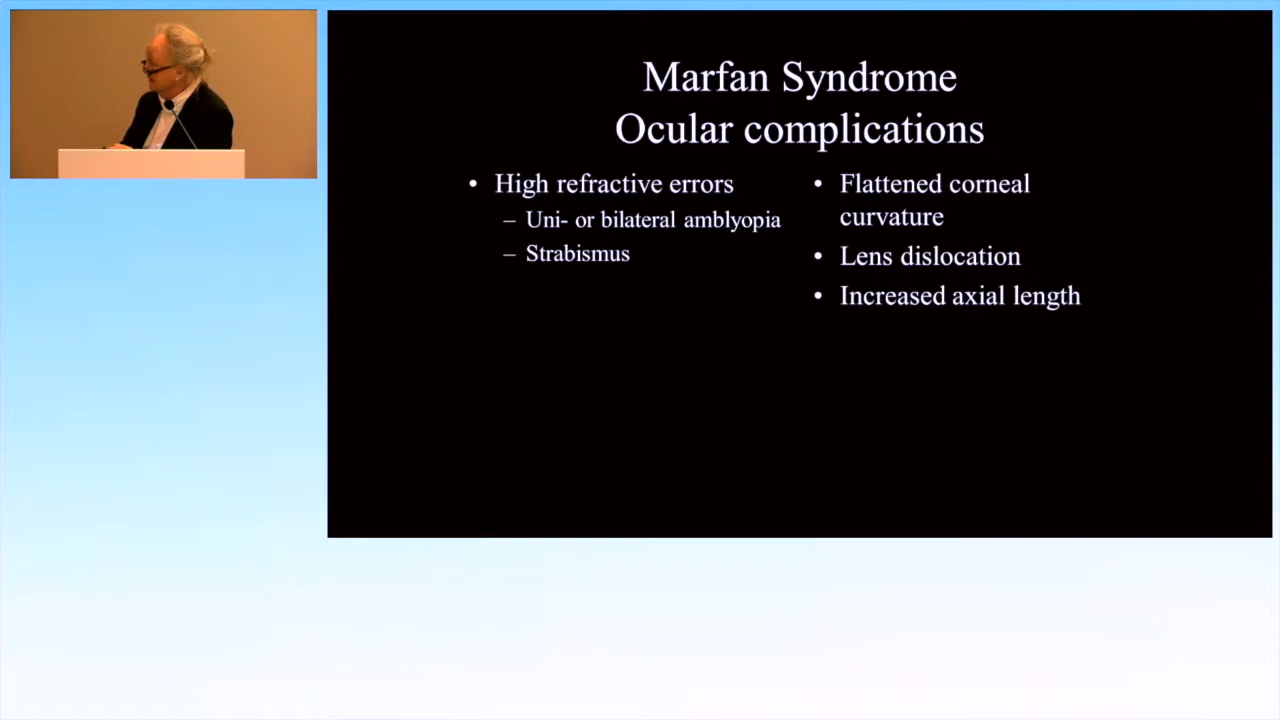 Marfan Syndrome
Ocular complications
• High refractive errors
– Uni- or bilateral amblyopia
– Strabismus
• Flattened corneal
curvature
• Lens dislocation
• Increased axial length